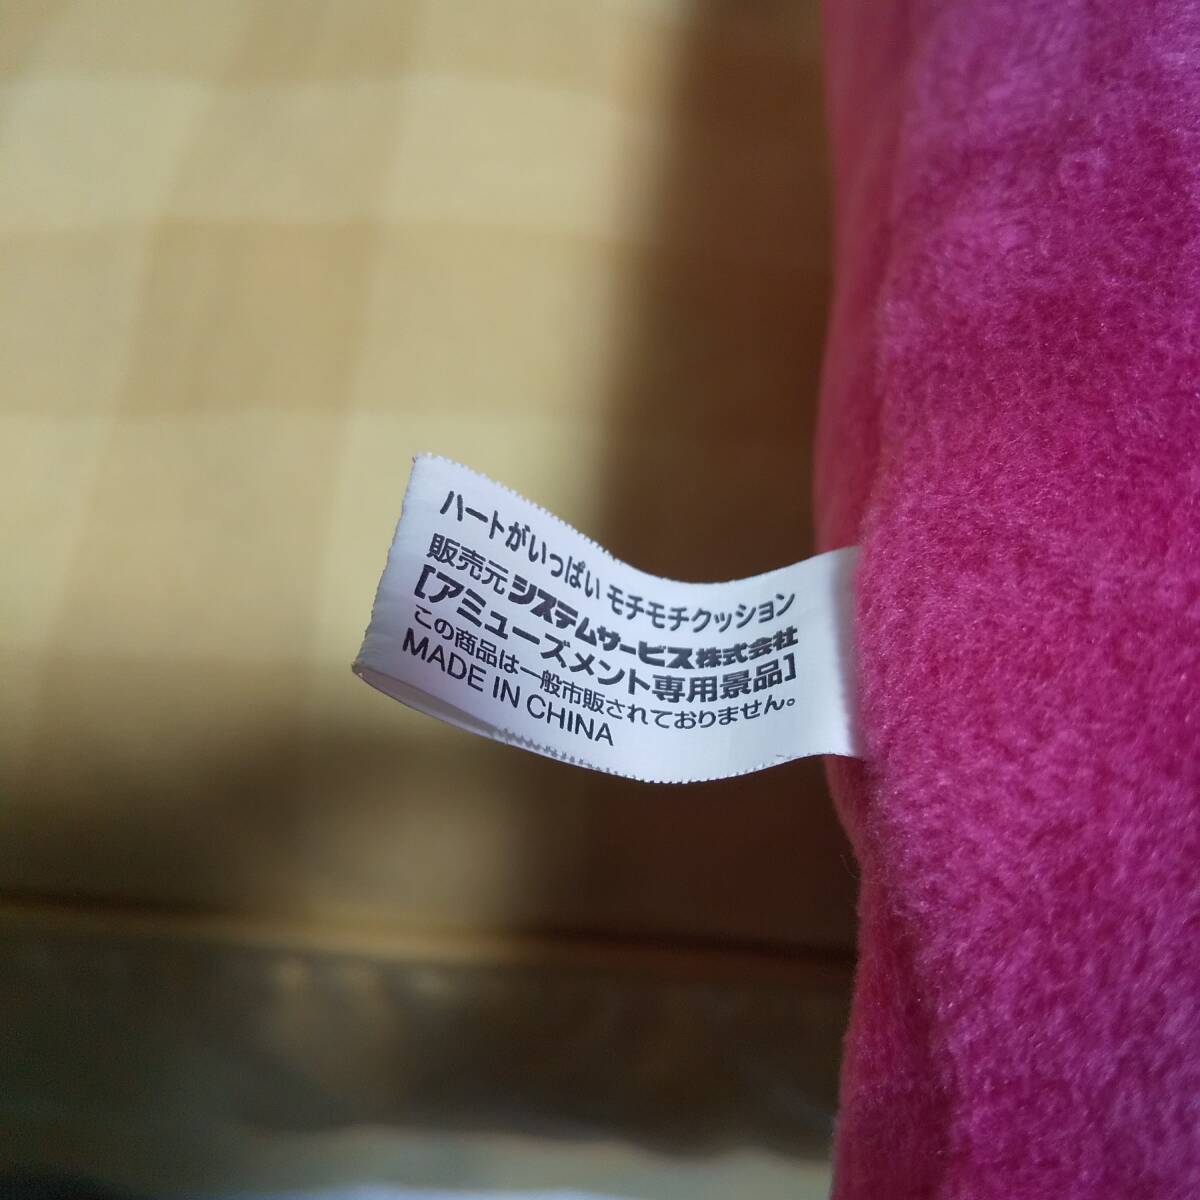 ハートがいっぱい モチモチクッション
販売元 システムサービス株式会社
[アミューズメント専用景品]
この商品は一般市販されておりません。
MADE IN CHINA